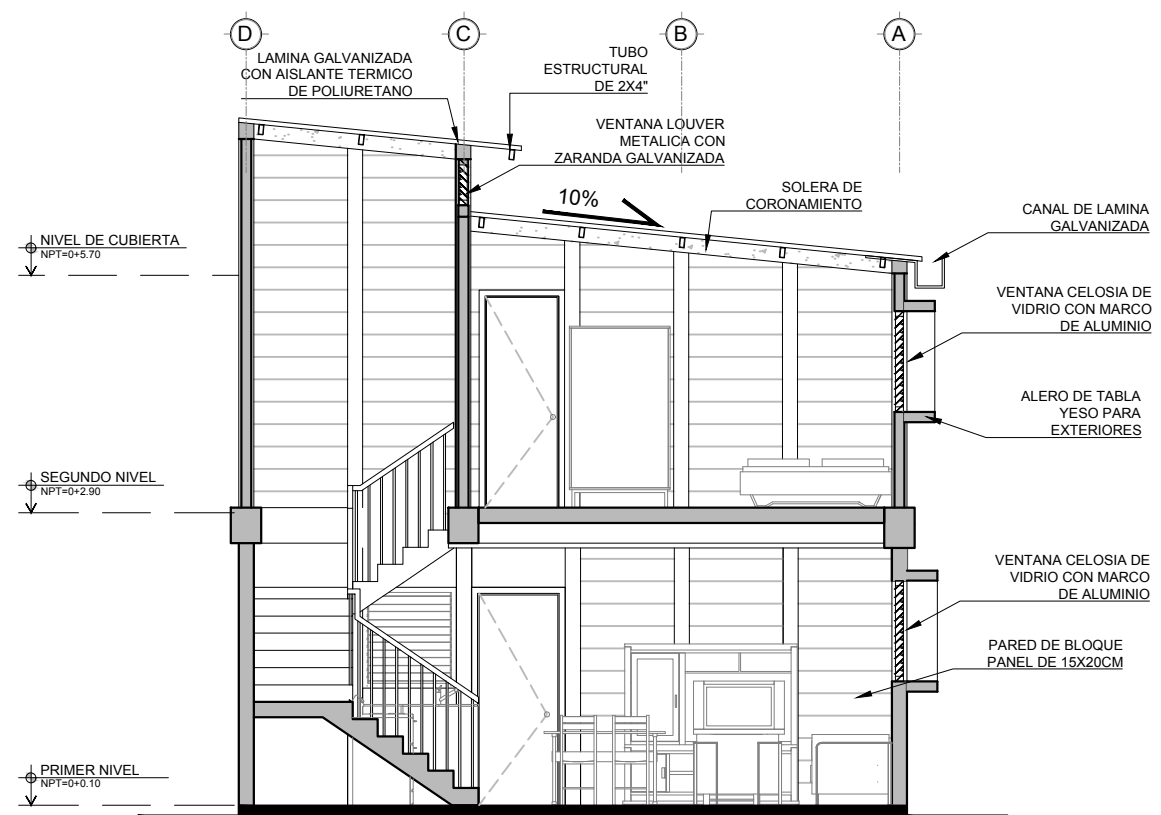 D
C
B
A
LAMINA GALVANIZADA
CON AISLANTE TERMICO
DE POLIURETANO
TUBO
ESTRUCTURAL
DE 2X4"
VENTANA LOUVER
METALICA CON
ZARANDA GALVANIZADA
10%
SOLERA DE
CORONAMIENTO
CANAL DE LAMINA
GALVANIZADA
NIVEL DE CUBIERTA
NPT=0+5.70
VENTANA CELOSIA DE
VIDRIO CON MARCO
DE ALUMINIO
ALERO DE TABLA
YESO PARA
EXTERIORES
SEGUNDO NIVEL
NPT=0+2.90
VENTANA CELOSIA DE
VIDRIO CON MARCO
DE ALUMINIO
PARED DE BLOQUE
PANEL DE 15X20CM
PRIMER NIVEL
NPT=0+0.10